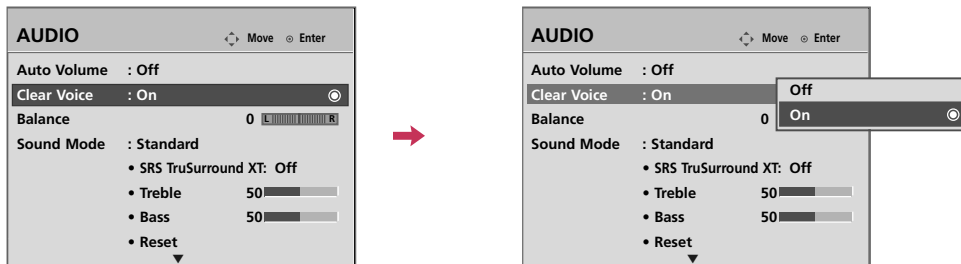 AUDIO Move Enter
Auto Volume : Off
Clear Voice : On
Balance 0 L R
Sound Mode : Standard
• SRS TruSurround XT: Off
• Treble 50
• Bass 50
• Reset
AUDIO Move Enter
Auto Volume : Off
Clear Voice : On
Balance 0
Sound Mode : Standard
• SRS TruSurround XT: Off
• Treble 50
• Bass 50
• Reset
Off
On